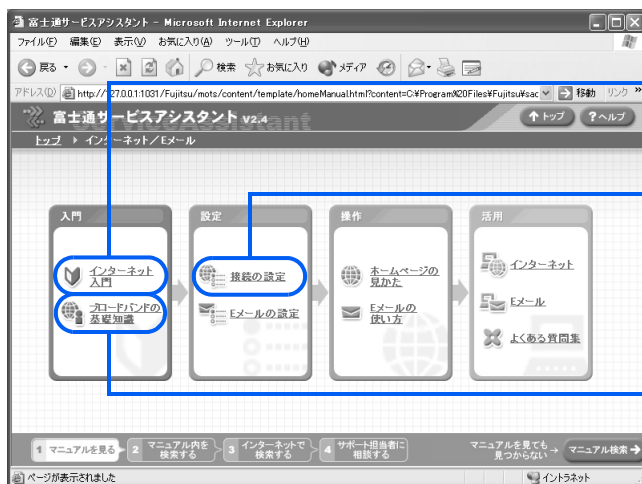 富士通サービスアシスタント - Microsoft Internet Explorer
ファイル(F) 編集(E) 表示(V) お気に入り(A) ツール(T) ヘルプ(H)
戻る 検索 お気に入り メディア
アドレス(D) http://127.0.0.1:1031/Fujitsu/mots/content/template/homeManual.html?content=C:¥Program%20Files¥Fujitsu¥sac 移動 リンク »
富士通サービスアシスタント V2.4 ↑トップ ?ヘルプ
トップ ▶ インターネット/Eメール
入門 設定 操作 活用
インターネット
入門
接続の設定
ホームページの
見かた
インターネット
ブロードバンドの
基礎知識
Eメールの設定
Eメールの
使い方
Eメール
よくある質問集
1 マニュアルを見る
2 マニュアル内を
検索する
3 インターネットで
検索する
4 サポート担当者に
相談する
マニュアルを見ても
見つからない→
マニュアル検索→
ページが表示されました イントラネット